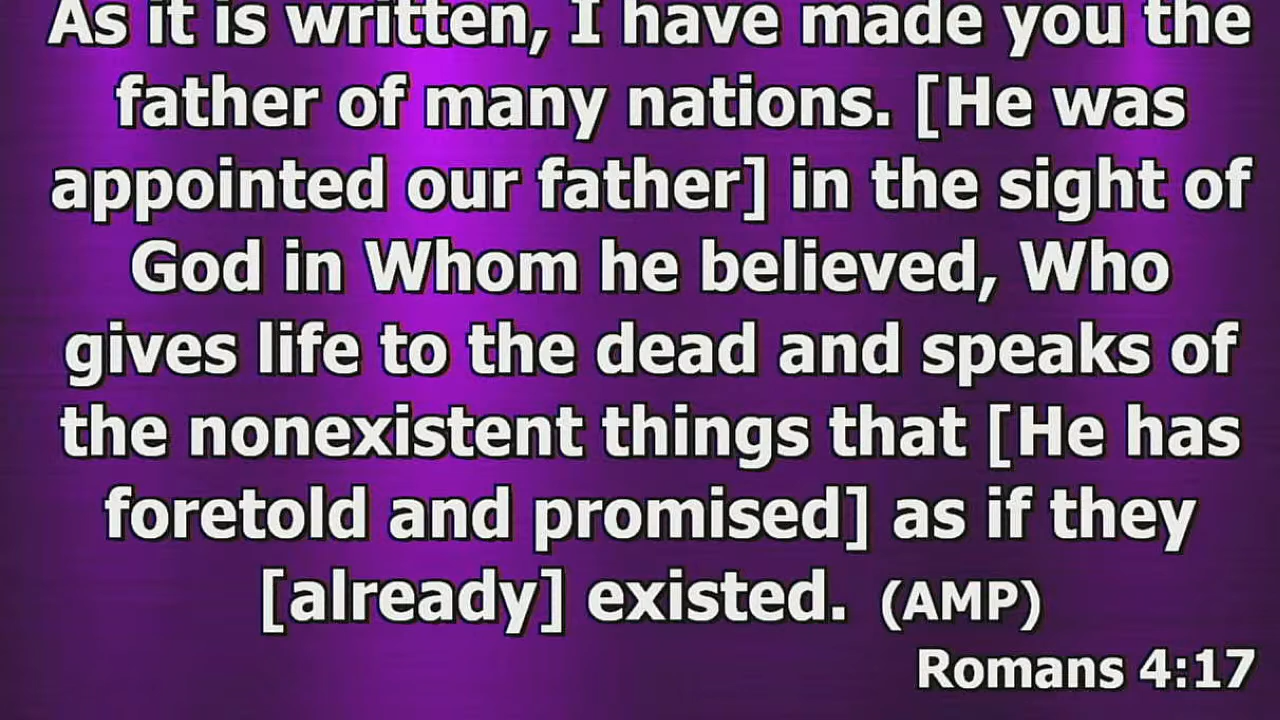 As it is written, I have made you the
father of many nations. [He was
appointed our father] in the sight of
God in Whom he believed, Who
gives life to the dead and speaks of
the nonexistent things that [He has
foretold and promised] as if they
[already] existed. (AMP)
Romans 4:17